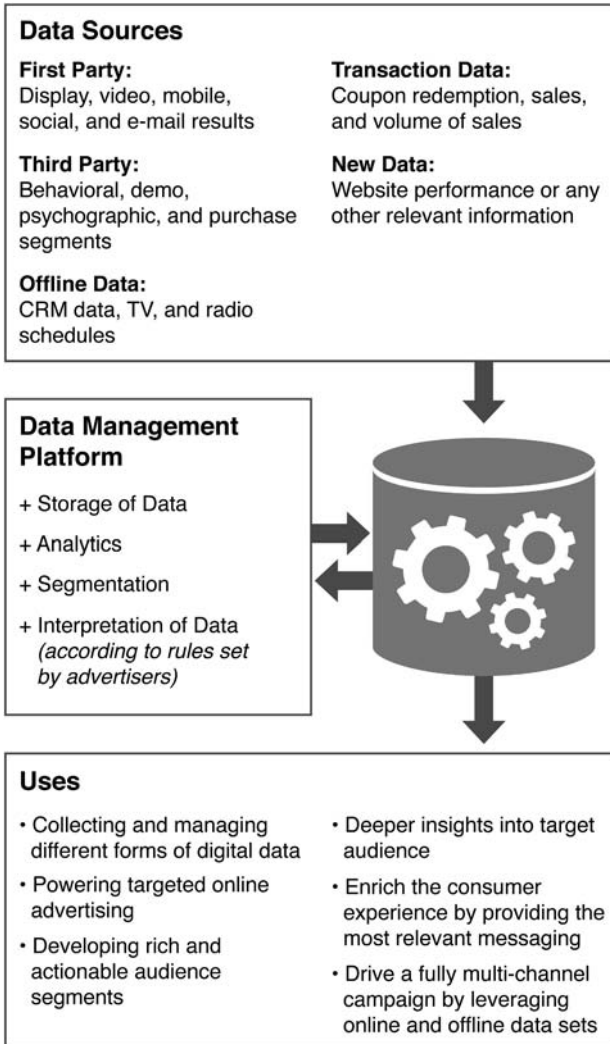 Data Sources
First Party:
Display, video, mobile,
social, and e-mail results
Third Party:
Behavioral, demo,
psychographic, and purchase
segments
Offline Data:
CRM data, TV, and radio
schedules
Transaction Data:
Coupon redemption, sales,
and volume of sales
New Data:
Website performance or any
other relevant information
Data Management
Platform
+ Storage of Data
+ Analytics
+ Segmentation
+ Interpretation of Data
(according to rules set
by advertisers)
Uses
• Collecting and managing
different forms of digital data
• Powering targeted online
advertising
• Developing rich and
actionable audience
segments
• Deeper insights into target
audience
• Enrich the consumer
experience by providing the
most relevant messaging
• Drive a fully multi-channel
campaign by leveraging
online and offline data sets